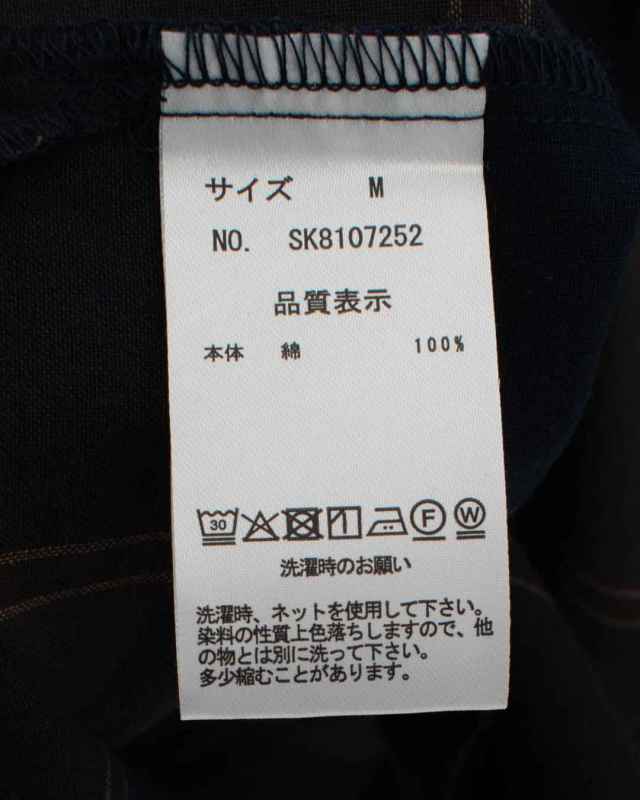 サイズ M
NO. SK8107252
品質表示
本体 綿 100%
30 F W
洗濯時のお願い
洗濯時、ネットを使用して下さい。
染料の性質上色落ちしますので、他
の物とは別に洗って下さい。
多少縮むことがあります。